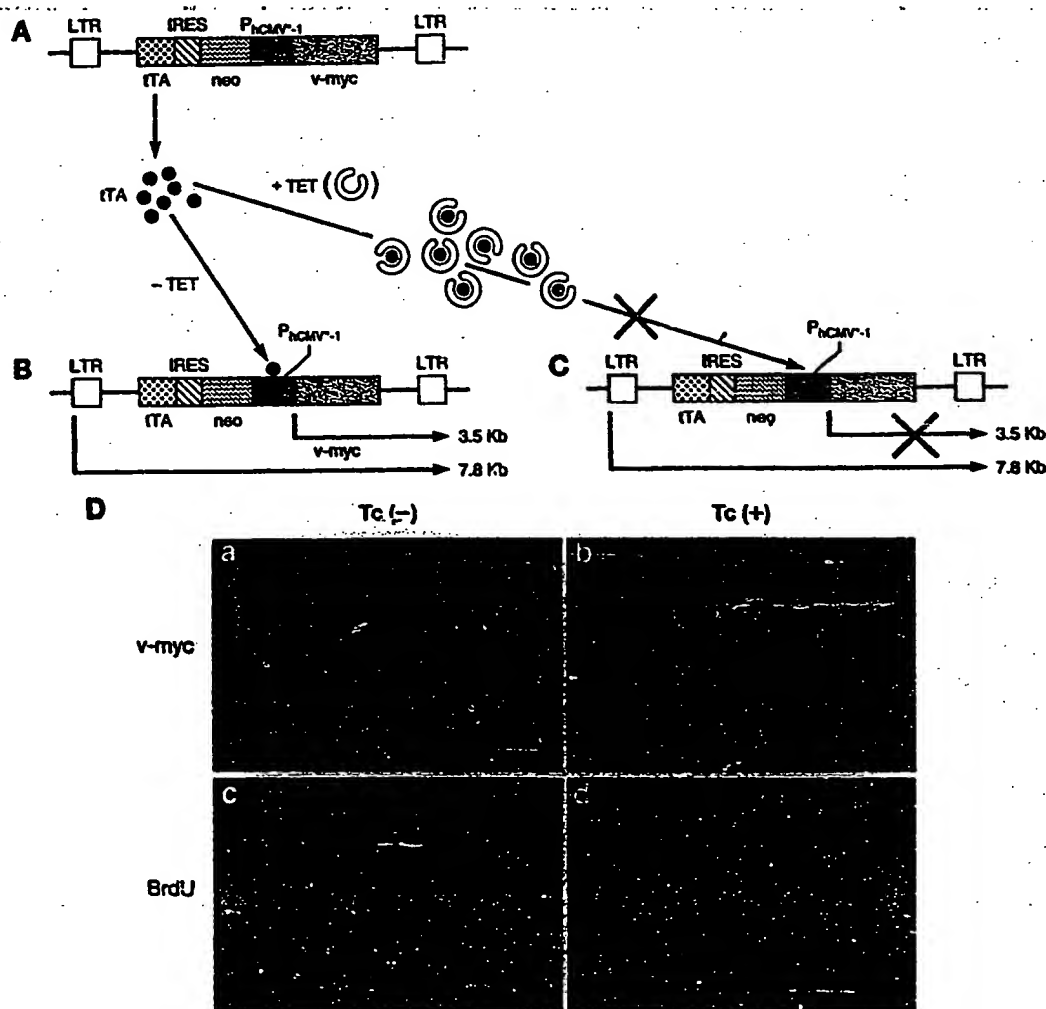 A
LTR IRES PhCMV*-1 LTR
tTA neo v-myc
tTA
+ TET ( )
– TET
PhCMV*-1
PhCMV*-1
B LTR IRES LTR
C LTR IRES LTR
tTA neo
tTA neo
v-myc
3.5 Kb
3.5 Kb
7.8 Kb
7.8 Kb
D
Tc (–) Tc (+)
a b
v-myc
c d
BrdU